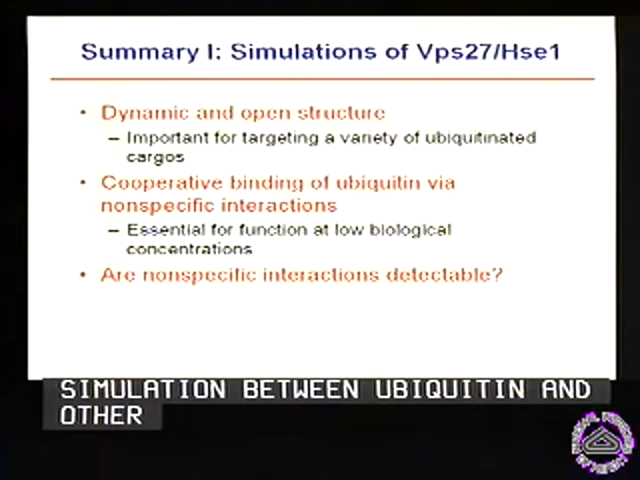 Summary I: Simulations of Vps27/Hse1
• Dynamic and open structure
– Important for targeting a variety of ubiquitinated
cargos
• Cooperative binding of ubiquitin via
nonspecific interactions
– Essential for function at low biological
concentrations
• Are nonspecific interactions detectable?
SIMULATION BETWEEN UBIQUITIN AND
OTHER